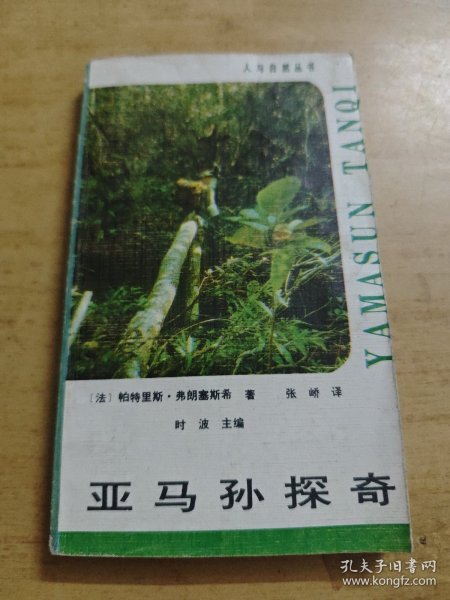 人与自然丛书
YAMASUN TANQI
〔法〕帕特里斯·弗朗塞斯希 著 张峤 译
时波 主编
亚马孙探奇
孔夫子旧书网
www.kongfz.com